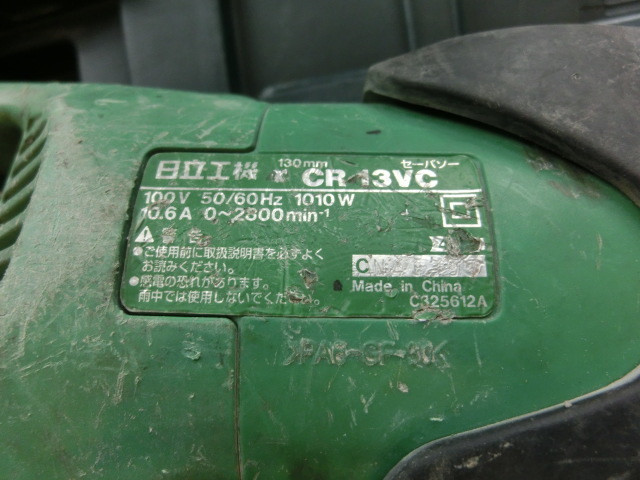 130mm セーバソー
日立工機 CR 13VC
100V 50/60Hz 1010W
10.6A 0～2800min⁻¹
警告
●ご使用前に取扱説明書を必ずよく
お読みください。
●感電の恐れがあります。
雨中では使用しないでください。
Made in China
C325612A